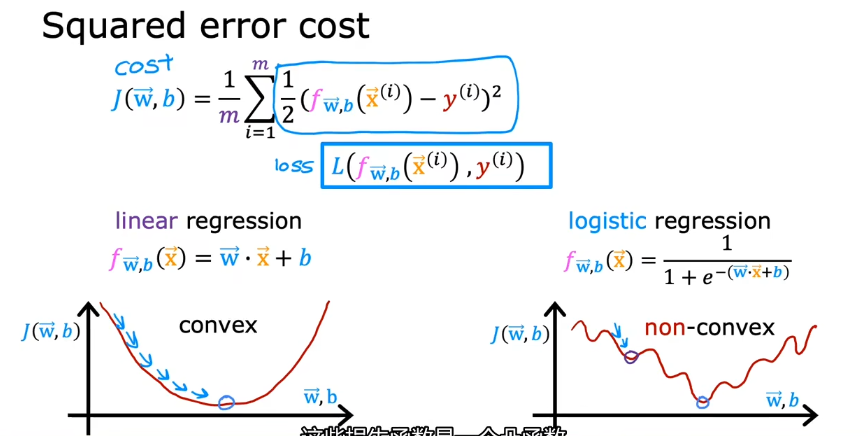 Squared error cost
cost
J(w⃗, b) = 1/m ∑_{i=1}^{m} 1/2 (f_{w⃗,b}(x⃗^{(i)}) − y^{(i)})²
loss L(f_{w⃗,b}(x⃗^{(i)}), y^{(i)})
linear regression
f_{w⃗,b}(x⃗) = w⃗ · x⃗ + b
J(w⃗, b)
convex
w⃗, b
logistic regression
f_{w⃗,b}(x⃗) = 1/(1 + e^{−(w⃗·x⃗+b)})
J(w⃗, b)
non-convex
w⃗, b